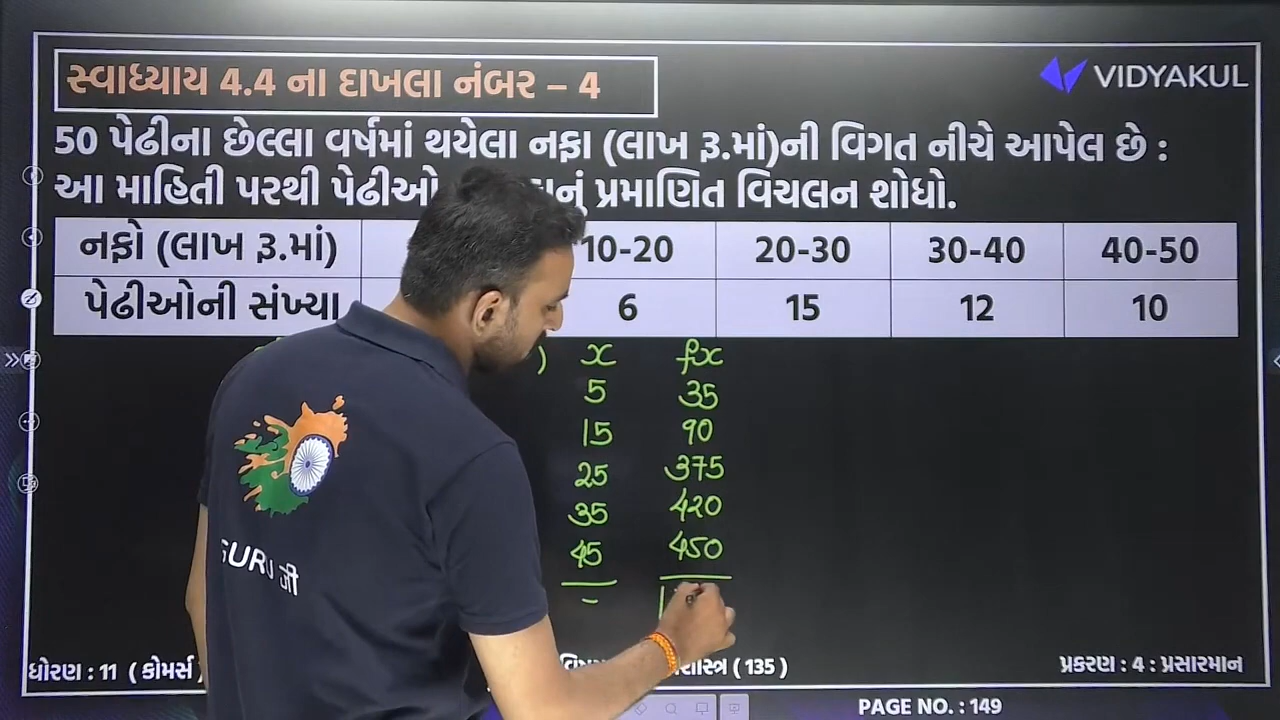 સ્વાધ્યાય 4.4 ના દાખલા નંબર – 4
VIDYAKUL
50 પેઢીના છેલ્લા વર્ષમાં થયેલા નફા (લાખ રૂ.માં)ની વિગત નીચે આપેલ છે :
આ માહિતી પરથી પેઢીઓ પ્રમાણિત વિચલન શોધો.
નફો (લાખ રૂ.માં) 10-20 20-30 30-40 40-50
પેઢીઓની સંખ્યા 6 15 12 10
) x fx
5 35
15 90
25 375
35 420
45 450
-
ધોરણ : 11 ( કોમર્સ ) ( 135 ) પ્રકરણ : 4 : પ્રસારમાન
PAGE NO. : 149